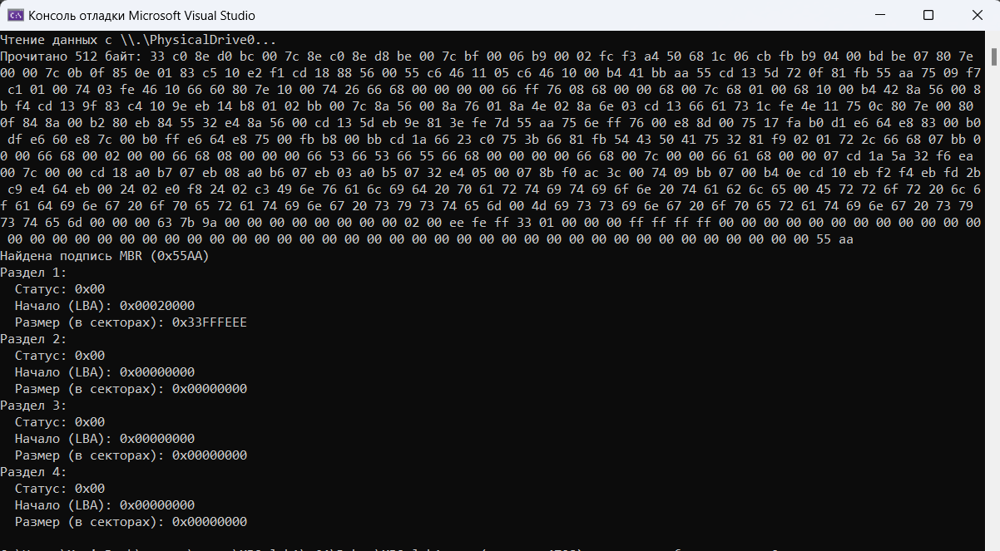 Консоль отладки Microsoft Visual Studio
Чтение данных с \\.\PhysicalDrive0...
Прочитано 512 байт: 33 c0 8e d0 bc 00 7c 8e c0 8e d8 be 00 7c bf 00 06 b9 00 02 fc f3 a4 50 68 1c 06 cb fb b9 04 00 bd be 07 80 7e
00 00 7c 0b 0f 85 0e 01 83 c5 10 e2 f1 cd 18 88 56 00 55 c6 46 11 05 c6 46 10 00 b4 41 bb aa 55 cd 13 5d 72 0f 81 fb 55 aa 75 09 f7
c1 01 00 74 03 fe 46 10 66 60 80 7e 10 00 74 26 66 68 00 00 00 00 66 ff 76 08 68 00 00 68 00 7c 68 01 00 68 10 00 b4 42 8a 56 00 8
b f4 cd 13 9f 83 c4 10 9e eb 14 b8 01 02 bb 00 7c 8a 56 00 8a 76 01 8a 4e 02 8a 6e 03 cd 13 66 61 73 1c fe 4e 11 75 0c 80 7e 00 80
0f 84 8a 00 b2 80 eb 84 55 32 e4 8a 56 00 cd 13 5d eb 9e 81 3e fe 7d 55 aa 75 6e ff 76 00 e8 8d 00 75 17 fa b0 d1 e6 64 e8 83 00 b0
df e6 60 e8 7c 00 b0 ff e6 64 e8 75 00 fb b8 00 bb cd 1a 66 23 c0 75 3b 66 81 fb 54 43 50 41 75 32 81 f9 02 01 72 2c 66 68 07 bb 0
0 00 66 68 00 02 00 00 66 68 08 00 00 00 66 53 66 53 66 55 66 68 00 00 00 00 66 68 00 7c 00 00 66 61 68 00 00 07 cd 1a 5a 32 f6 ea
00 7c 00 00 cd 18 a0 b7 07 eb 08 a0 b6 07 eb 03 a0 b5 07 32 e4 05 00 07 8b f0 ac 3c 00 74 09 bb 07 00 b4 0e cd 10 eb f2 f4 eb fd 2b
c9 e4 64 eb 00 24 02 e0 f8 24 02 c3 49 6e 76 61 6c 69 64 20 70 61 72 74 69 74 69 6f 6e 20 74 61 62 6c 65 00 45 72 72 6f 72 20 6c 6
f 61 64 69 6e 67 20 6f 70 65 72 61 74 69 6e 67 20 73 79 73 74 65 6d 00 4d 69 73 73 69 6e 67 20 6f 70 65 72 61 74 69 6e 67 20 73 79
73 74 65 6d 00 00 00 63 7b 9a 00 00 00 00 00 00 00 00 02 00 ee fe ff 33 01 00 00 00 ff ff ff ff 00 00 00 00 00 00 00 00 00 00 00 00
00 00 00 00 00 00 00 00 00 00 00 00 00 00 00 00 00 00 00 00 00 00 00 00 00 00 00 00 00 00 00 00 00 00 00 00 55 aa
Найдена подпись MBR (0x55AA)
Раздел 1:
Статус: 0x00
Начало (LBA): 0x00020000
Размер (в секторах): 0x33FFFEEE
Раздел 2:
Статус: 0x00
Начало (LBA): 0x00000000
Размер (в секторах): 0x00000000
Раздел 3:
Статус: 0x00
Начало (LBA): 0x00000000
Размер (в секторах): 0x00000000
Раздел 4:
Статус: 0x00
Начало (LBA): 0x00000000
Размер (в секторах): 0x00000000